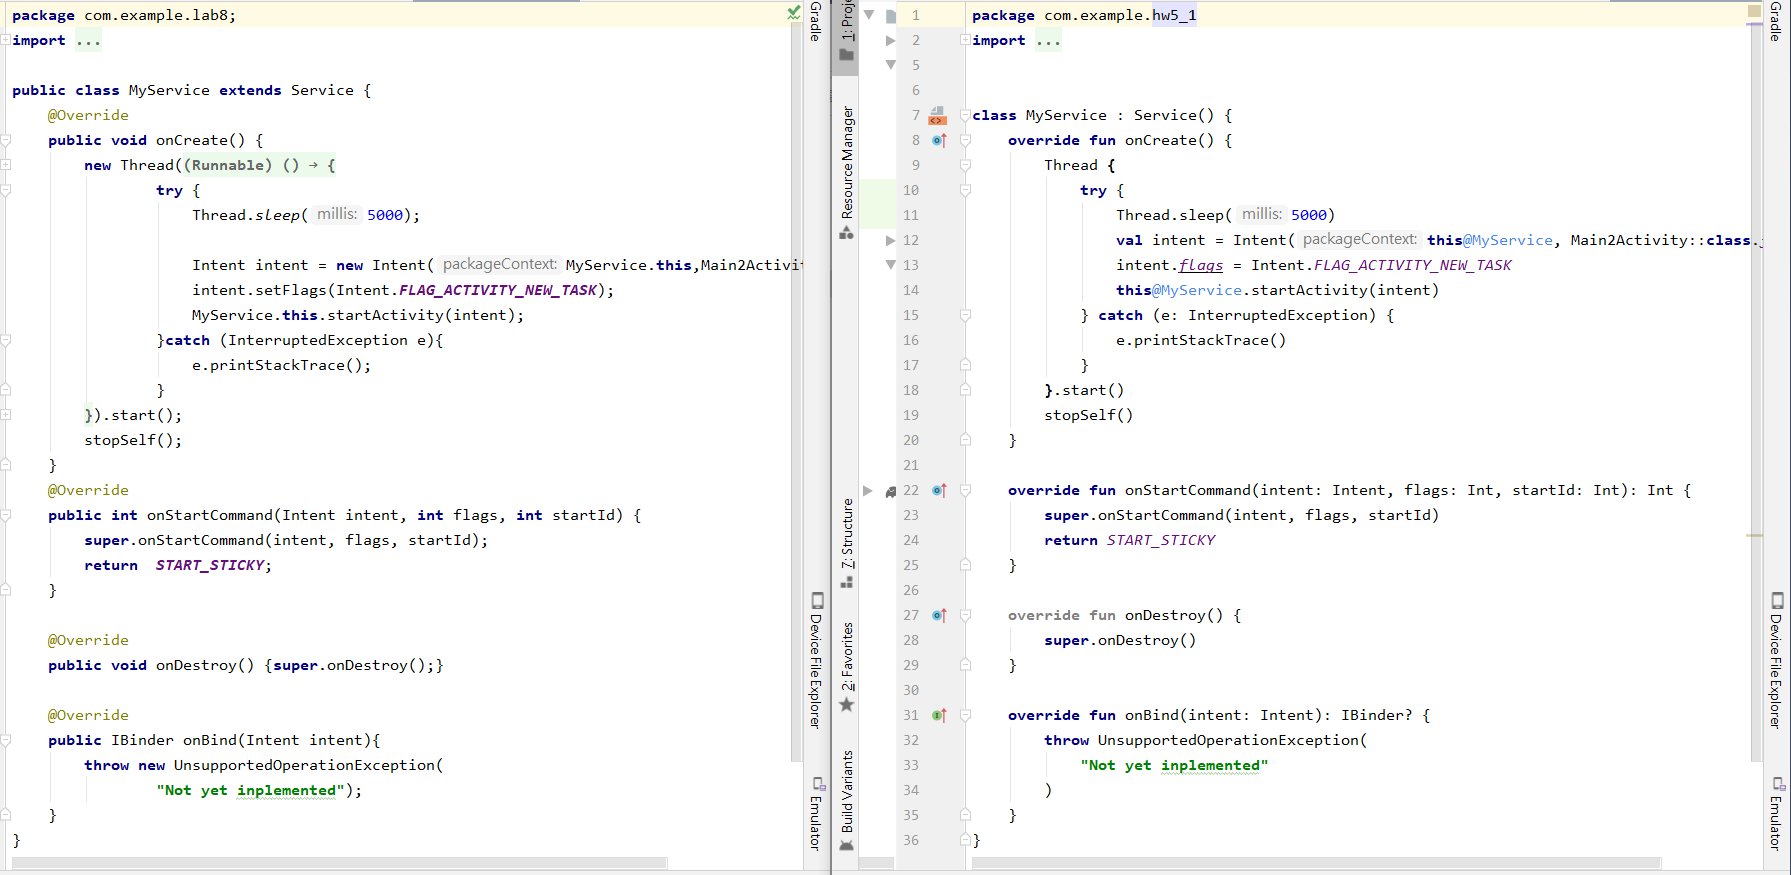 package com.example.lab8;
import ...
public class MyService extends Service {
@Override
public void onCreate() {
new Thread((Runnable) () → {
try {
Thread.sleep( millis: 5000);
Intent intent = new Intent( packageContext: MyService.this,Main2Activit
intent.setFlags(Intent.FLAG_ACTIVITY_NEW_TASK);
MyService.this.startActivity(intent);
}catch (InterruptedException e){
e.printStackTrace();
}
}).start();
stopSelf();
}
@Override
public int onStartCommand(Intent intent, int flags, int startId) {
super.onStartCommand(intent, flags, startId);
return  START_STICKY;
}
@Override
public void onDestroy() {super.onDestroy();}
@Override
public IBinder onBind(Intent intent){
throw new UnsupportedOperationException(
"Not yet inplemented");
}
}
Gradle
Device File Explorer
Emulator
1: Proj
Resource Manager
7: Structure
2: Favorites
Build Variants
1 package com.example.hw5_1
2 import ...
5
6
7 class MyService : Service() {
8 override fun onCreate() {
9 Thread {
10 try {
11 Thread.sleep( millis: 5000)
12 val intent = Intent( packageContext: this@MyService, Main2Activity::class.j
13 intent.flags = Intent.FLAG_ACTIVITY_NEW_TASK
14 this@MyService.startActivity(intent)
15 } catch (e: InterruptedException) {
16 e.printStackTrace()
17 }
18 }.start()
19 stopSelf()
20 }
21
22 override fun onStartCommand(intent: Intent, flags: Int, startId: Int): Int {
23 super.onStartCommand(intent, flags, startId)
24 return START_STICKY
25 }
26
27 override fun onDestroy() {
28 super.onDestroy()
29 }
30
31 override fun onBind(intent: Intent): IBinder? {
32 throw UnsupportedOperationException(
33 "Not yet inplemented"
34 )
35 }
36 }
Gradle
Device File Explorer
Emulator